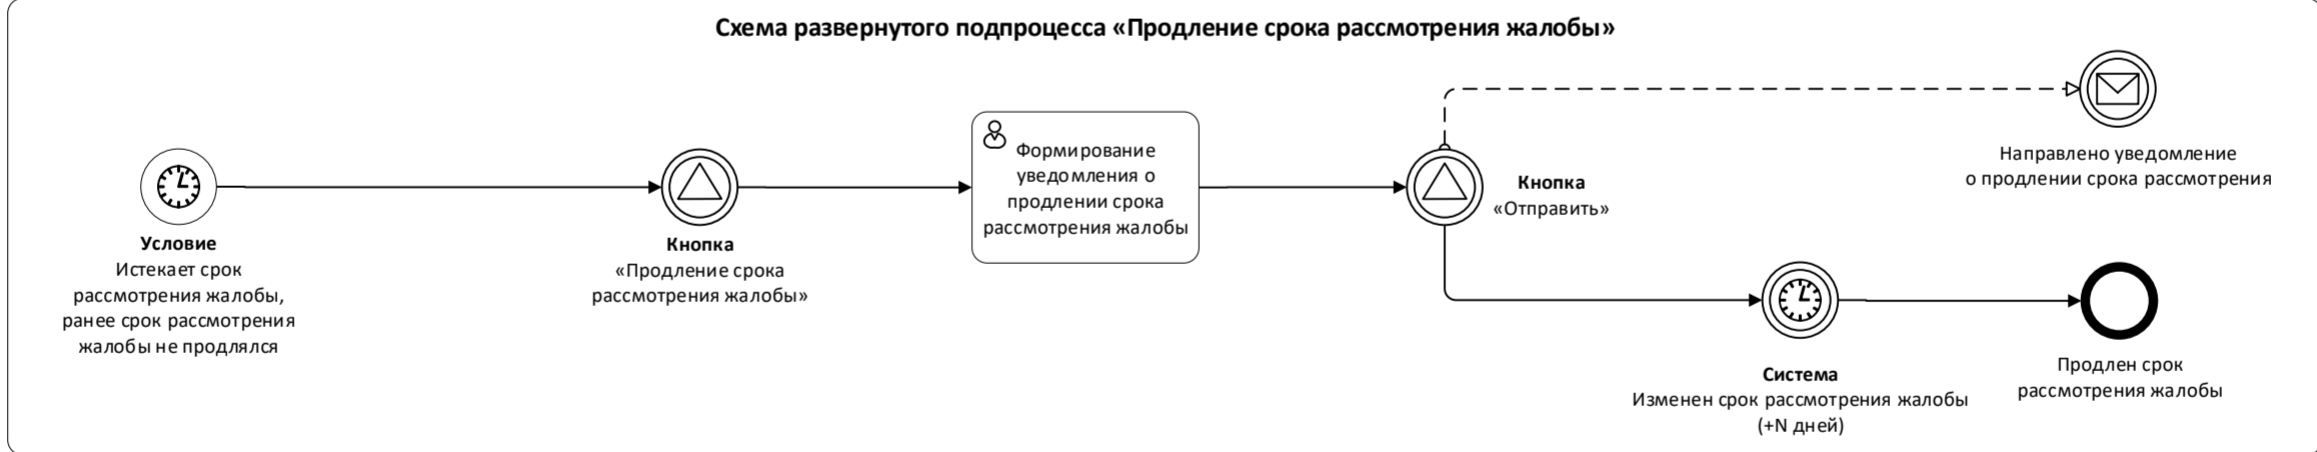 Схема развернутого подпроцесса «Продление срока рассмотрения жалобы»
Условие
Истекает срок
рассмотрения жалобы,
ранее срок рассмотрения
жалобы не продлялся
Кнопка
«Продление срока
рассмотрения жалобы»
Формирование
уведомления о
продлении срока
рассмотрения жалобы
Кнопка
«Отправить»
Направлено уведомление
о продлении срока рассмотрения
Система
Изменен срок рассмотрения жалобы
(+N дней)
Продлен срок
рассмотрения жалобы